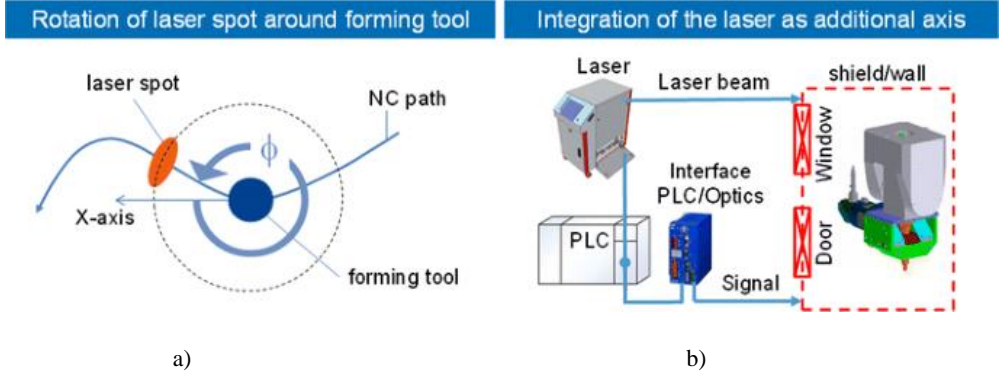 Rotation of laser spot around forming tool
laser spot
NC path
ϕ
X-axis
forming tool
a)
Integration of the laser as additional axis
Laser
Laser beam
shield/wall
Window
Interface
PLC/Optics
PLC
Door
Signal
b)